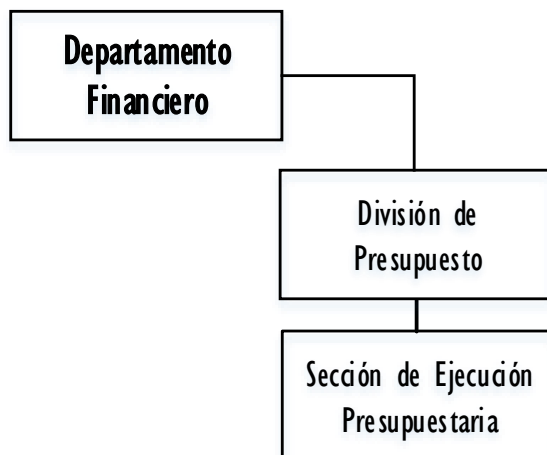 Departamento
Financiero
División de
Presupuesto
Sección de Ejecución
Presupuestaria